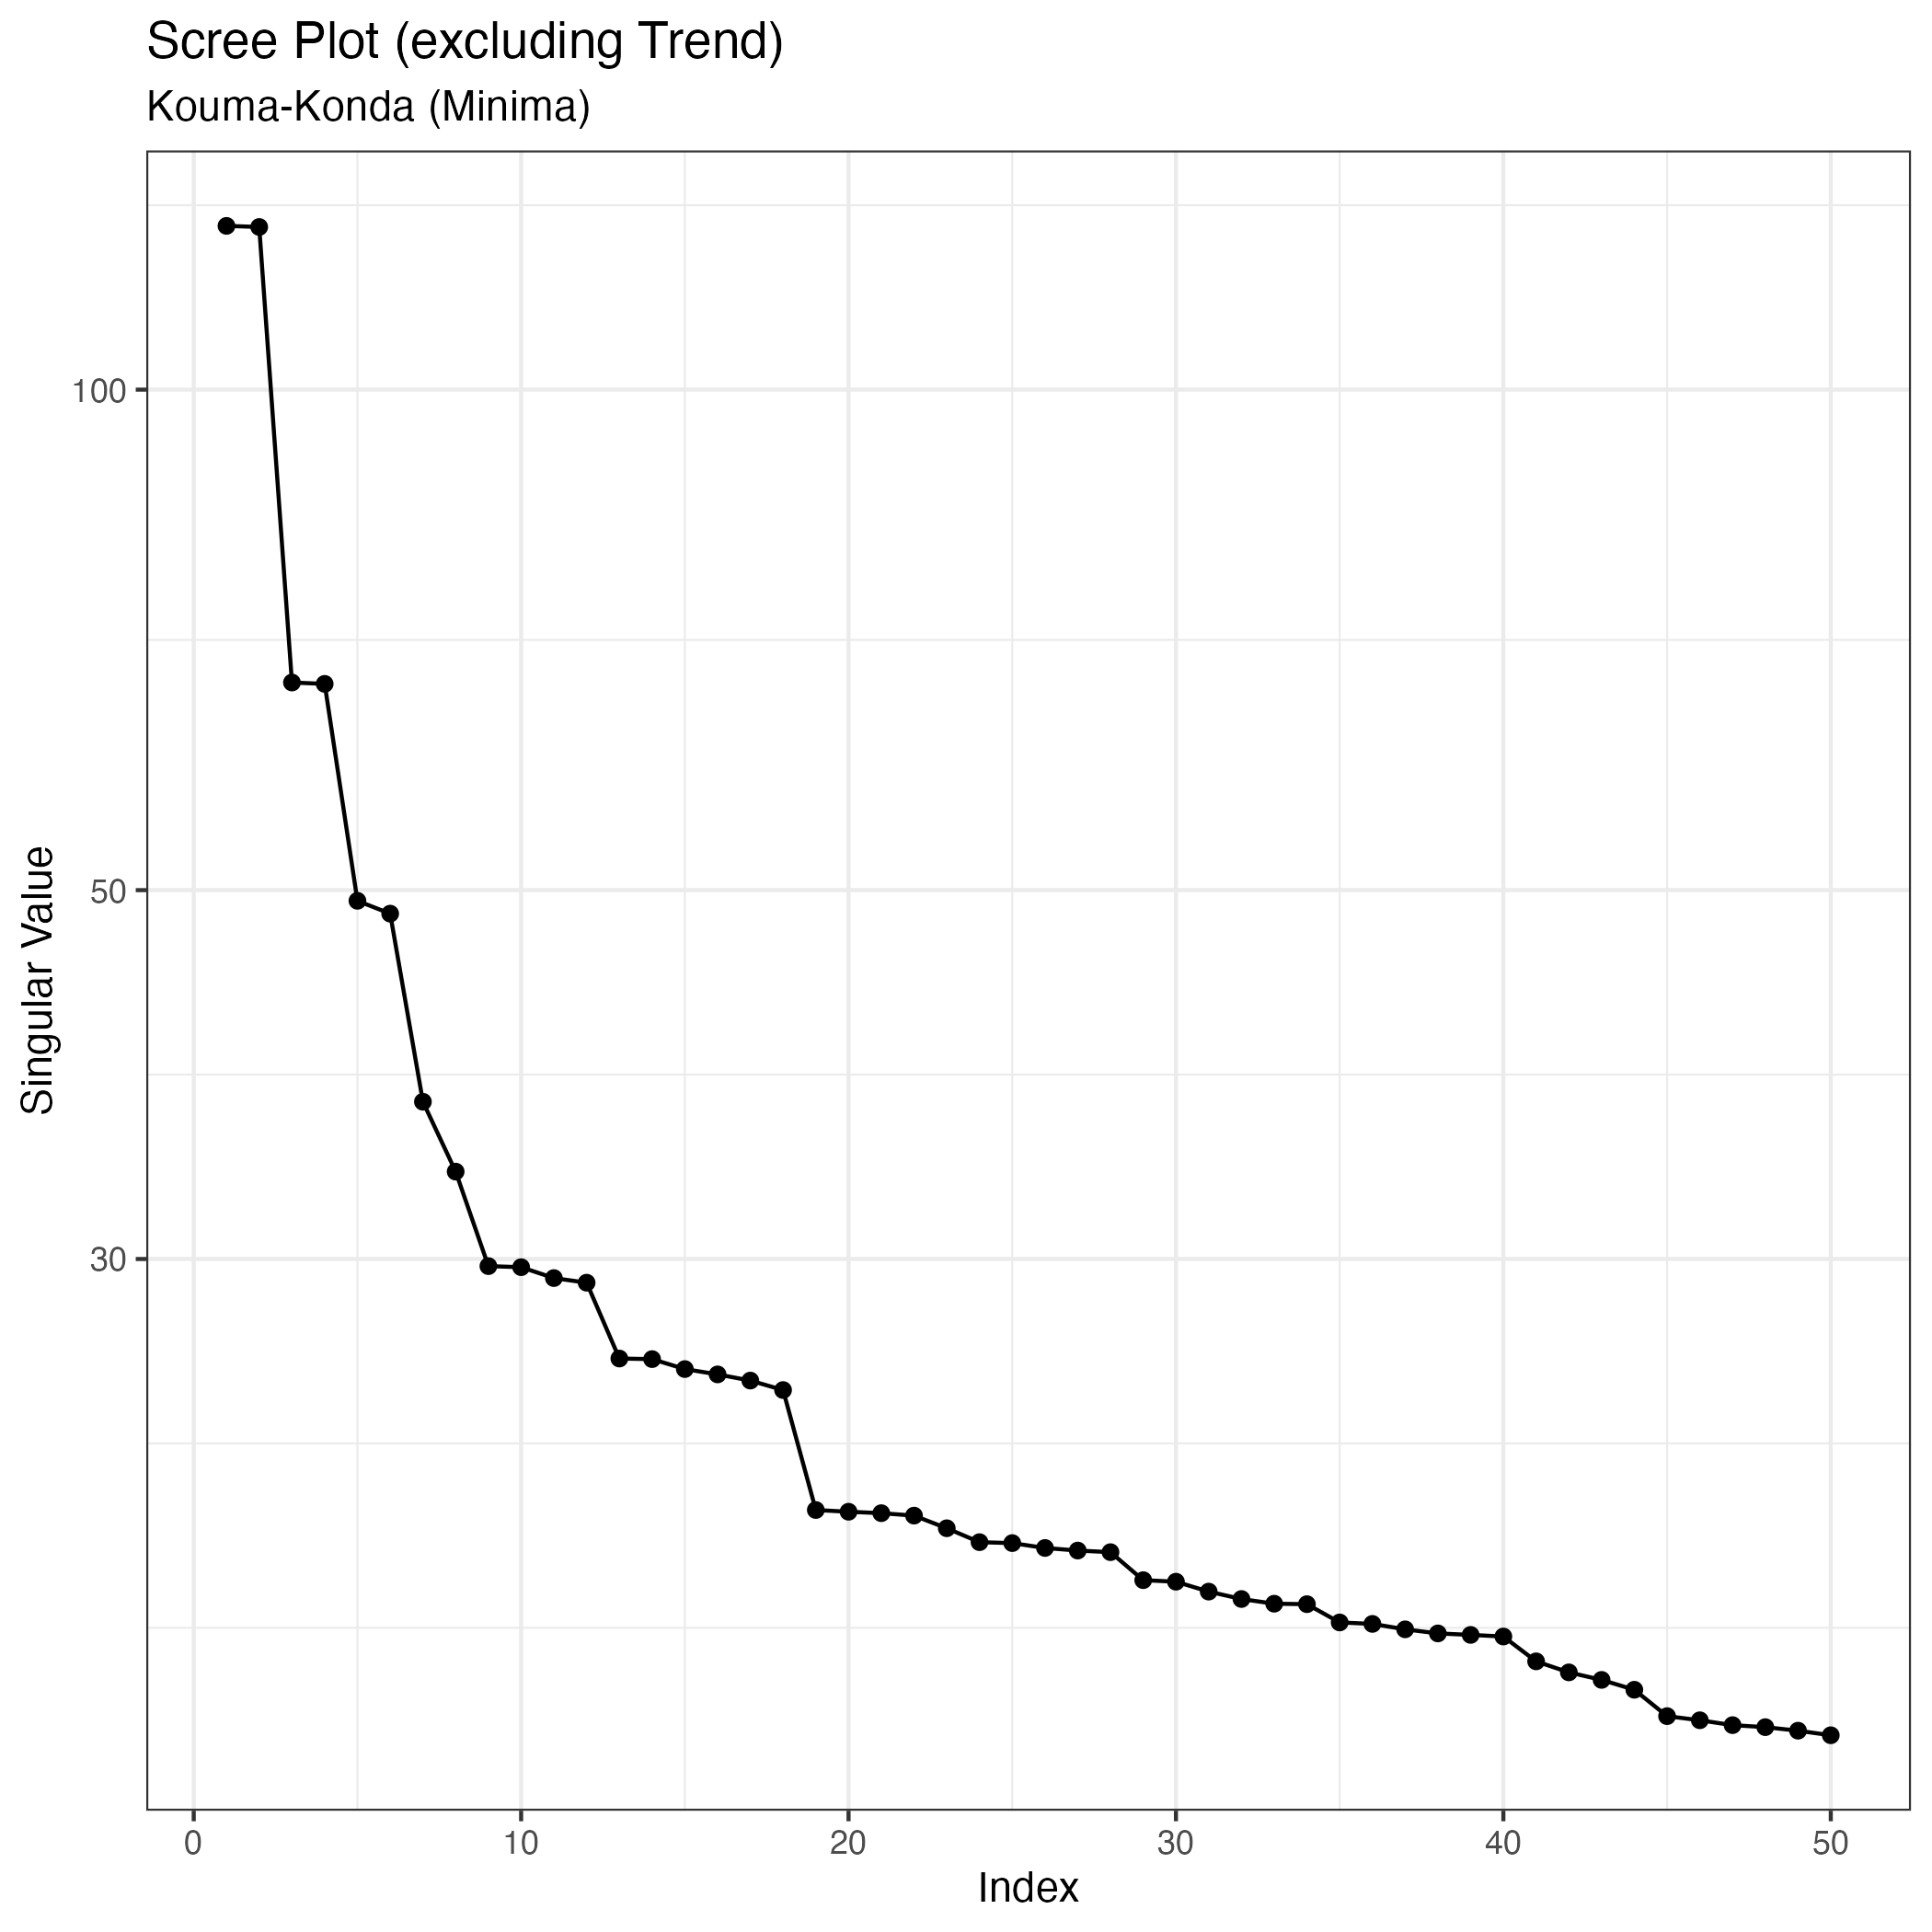 Scree Plot (excluding Trend)
Kouma-Konda (Minima)
100
50
30
Singular Value
0 10 20 30 40 50
Index